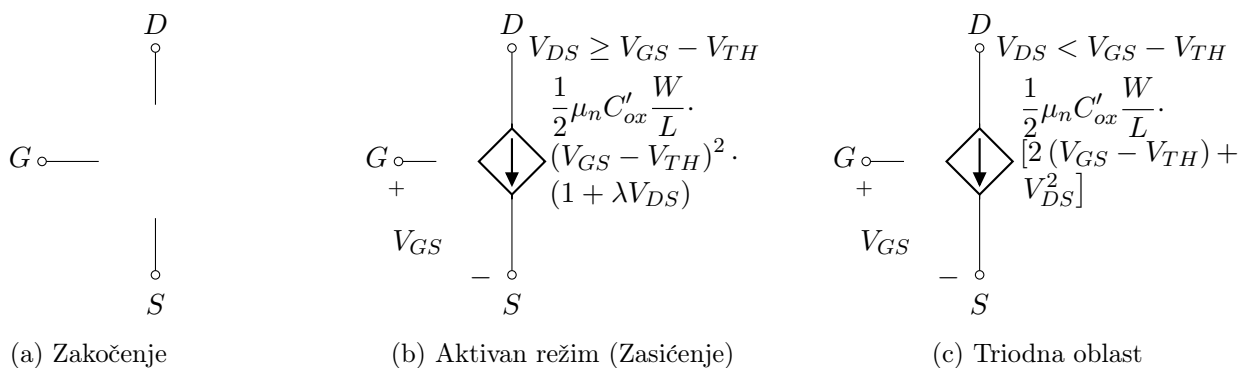 D
G
S
(a) Zakočenje
D
V_{DS} ≥ V_{GS} − V_{TH}
\frac{1}{2} μ_n C'_{ox} \frac{W}{L} ·
(V_{GS} − V_{TH})^2 ·
(1 + λV_{DS})
G
+
V_{GS}
−
S
(b) Aktivan režim (Zasićenje)
D
V_{DS} < V_{GS} − V_{TH}
\frac{1}{2} μ_n C'_{ox} \frac{W}{L} ·
[2 (V_{GS} − V_{TH}) +
V_{DS}^2]
G
+
V_{GS}
−
S
(c) Triodna oblast